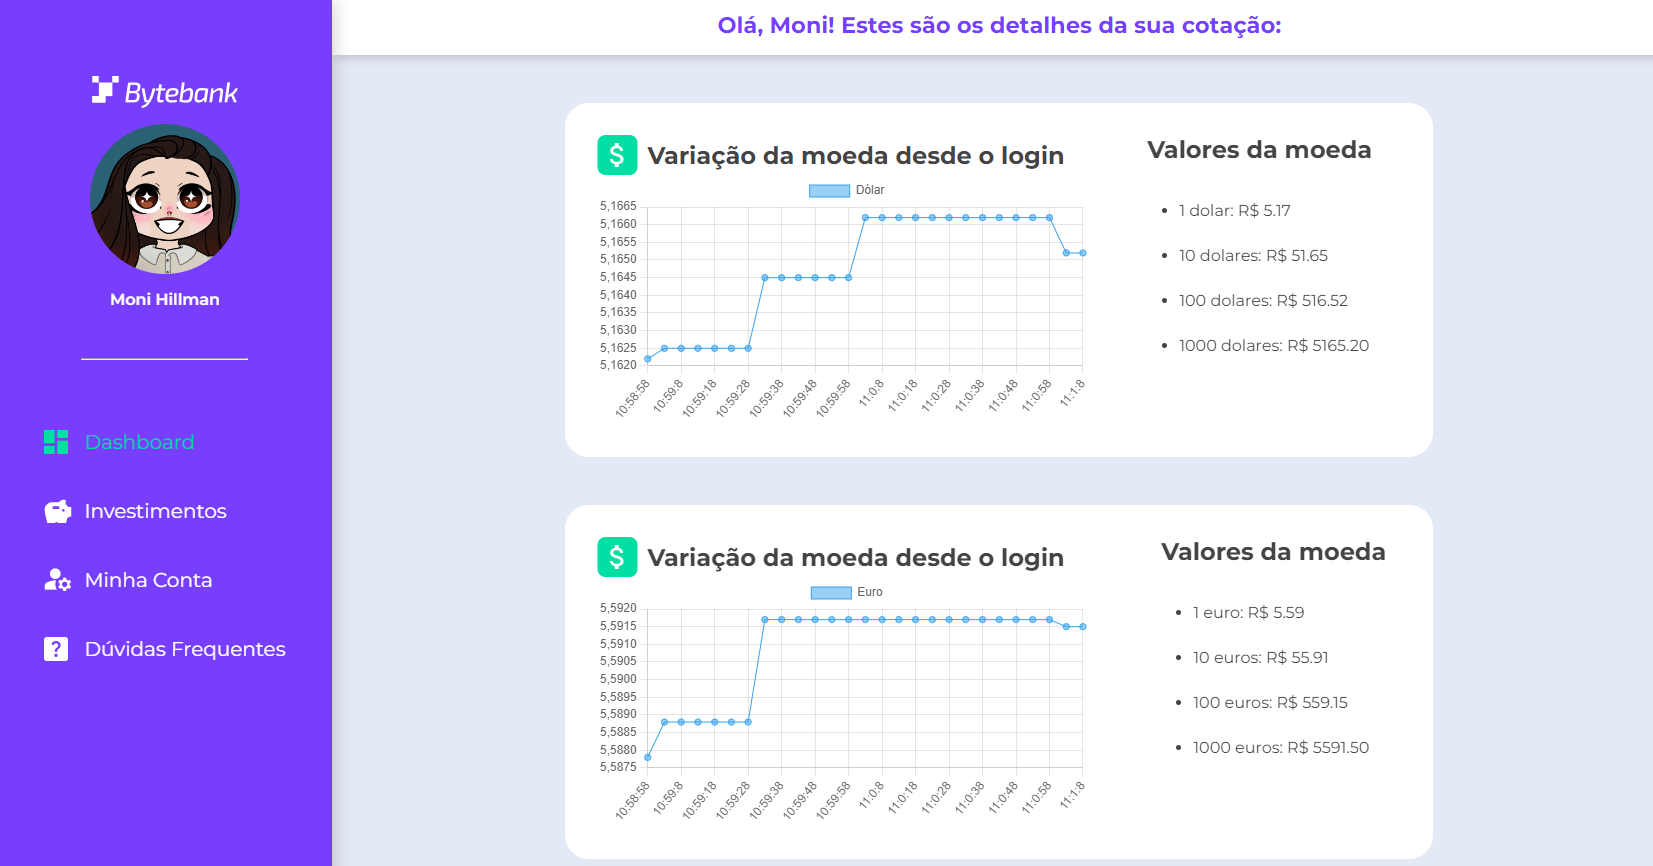 Olá, Moni! Estes são os detalhes da sua cotação:
Bytebank
Moni Hillman
Dashboard
Investimentos
Minha Conta
? Dúvidas Frequentes
$ Variação da moeda desde o login
Dólar
5,1665
5,1660
5,1655
5,1650
5,1645
5,1640
5,1635
5,1630
5,1625
5,1620
10:58:58 10:59:8 10:59:18 10:59:28 10:59:38 10:59:48 10:59:58 11:0:8 11:0:18 11:0:28 11:0:38 11:0:48 11:0:58 11:1:8
Valores da moeda
• 1 dolar: R$ 5.17
• 10 dolares: R$ 51.65
• 100 dolares: R$ 516.52
• 1000 dolares: R$ 5165.20
$ Variação da moeda desde o login
Euro
5,5920
5,5915
5,5910
5,5905
5,5900
5,5895
5,5890
5,5885
5,5880
5,5875
10:58:58 10:59:8 10:59:18 10:59:28 10:59:38 10:59:48 10:59:58 11:0:8 11:0:18 11:0:28 11:0:38 11:0:48 11:0:58 11:1:8
Valores da moeda
• 1 euro: R$ 5.59
• 10 euros: R$ 55.91
• 100 euros: R$ 559.15
• 1000 euros: R$ 5591.50